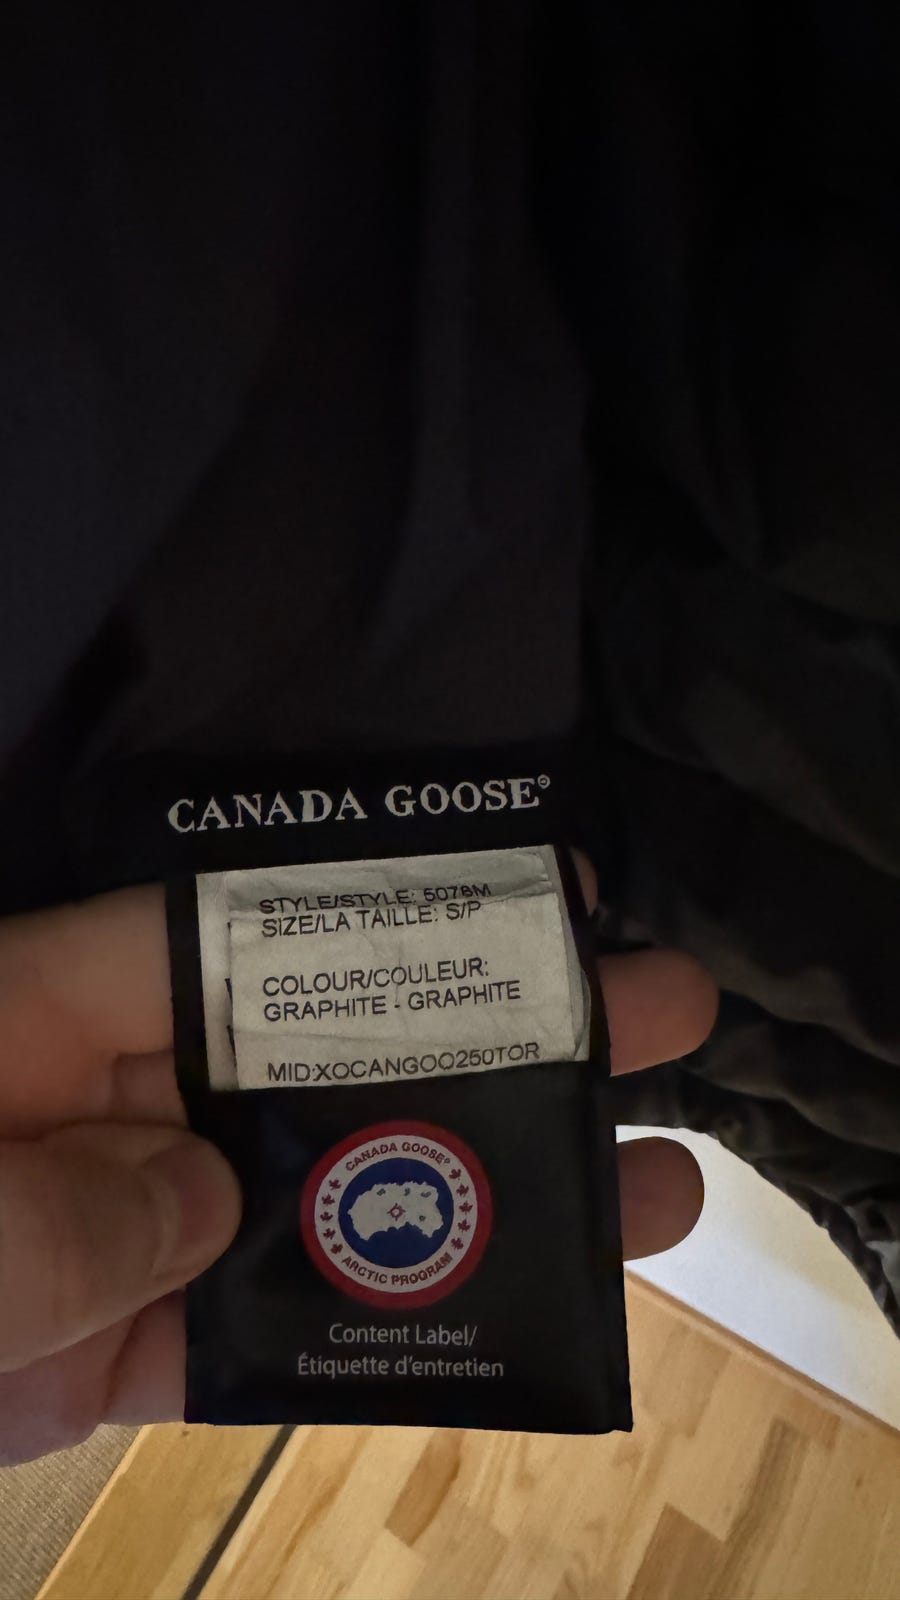 CANADA GOOSE®
STYLE/STYLE: 5078M
SIZE/LA TAILLE: S/P
COLOUR/COULEUR:
GRAPHITE - GRAPHITE
MID:XOCANGOO250TOR
CANADA GOOSE®
ARCTIC PROGRAM
Content Label/
Étiquette d'entretien